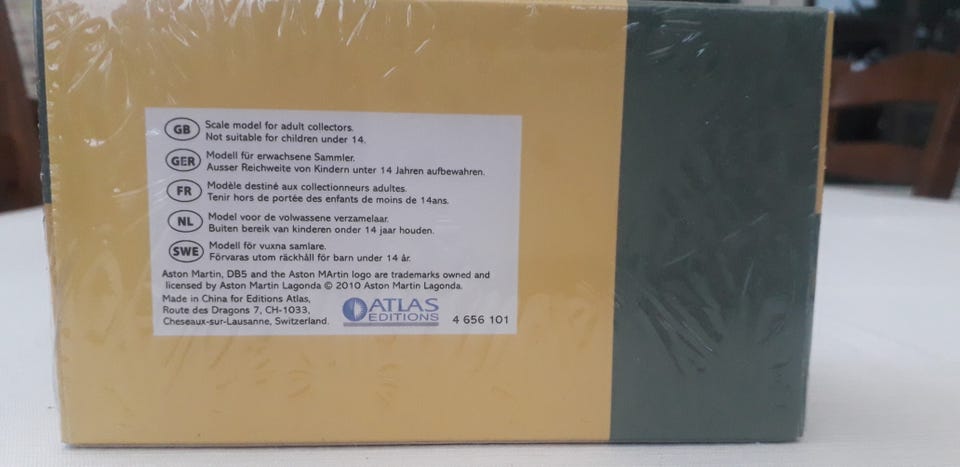 GB Scale model for adult collectors.
Not suitable for children under 14.
GER Modell für erwachsene Sammler.
Ausser Reichweite von Kindern unter 14 Jahren aufbewahren.
FR Modèle destiné aux collectionneurs adultes.
Tenir hors de portée des enfants de moins de 14ans.
NL Model voor de volwassene verzamelaar.
Buiten bereik van kinderen onder 14 jaar houden.
SWE Modell för vuxna samlare.
Förvaras utom räckhåll för barn under 14 år.
Aston Martin, DB5 and the Aston MArtin logo are trademarks owned and
licensed by Aston Martin Lagonda © 2010 Aston Martin Lagonda.
Made in China for Editions Atlas,
Route des Dragons 7, CH-1033,
Cheseaux-sur-Lausanne, Switzerland.
ATLAS
EDITIONS
4 656 101